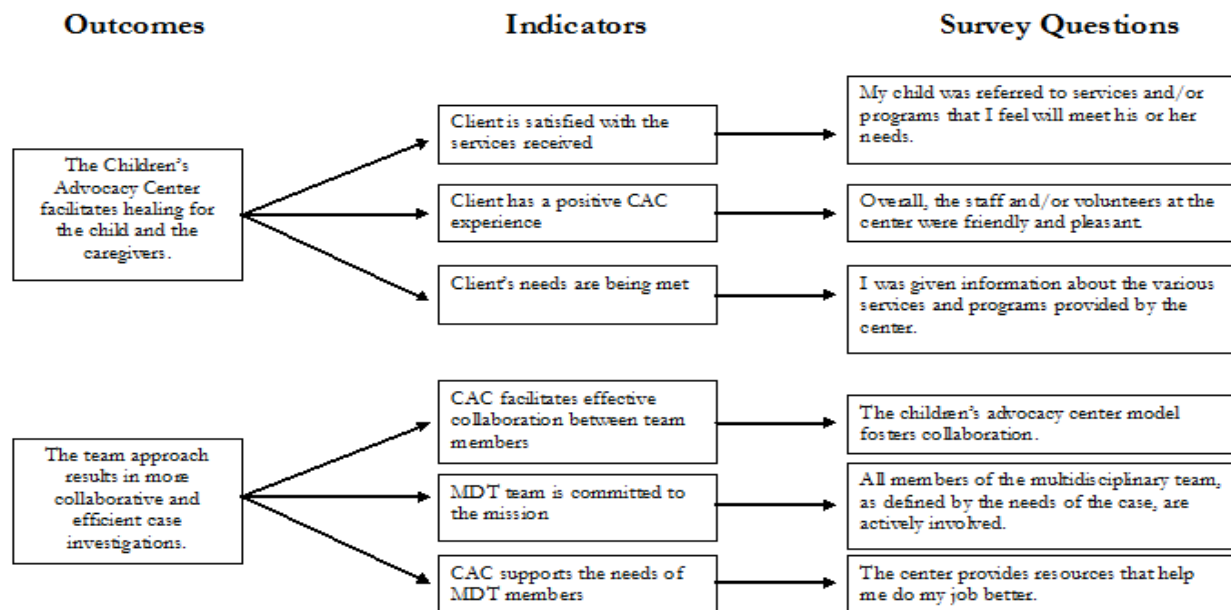 Outcomes
Indicators
Survey Questions
The Children's
Advocacy Center
facilitates healing for
the child and the
caregivers.
Client is satisfied with the
services received
My child was referred to services and/or
programs that I feel will meet his or her
needs.
Client has a positive CAC
experience
Overall, the staff and/or volunteers at the
center were friendly and pleasant.
Client's needs are being met
I was given information about the various
services and programs provided by the
center.
The team approach
results in more
collaborative and
efficient case
investigations.
CAC facilitates effective
collaboration between team
members
The children's advocacy center model
fosters collaboration.
MDT team is committed to
the mission
All members of the multidisciplinary team,
as defined by the needs of the case, are
actively involved.
CAC supports the needs of
MDT members
The center provides resources that help
me do my job better.